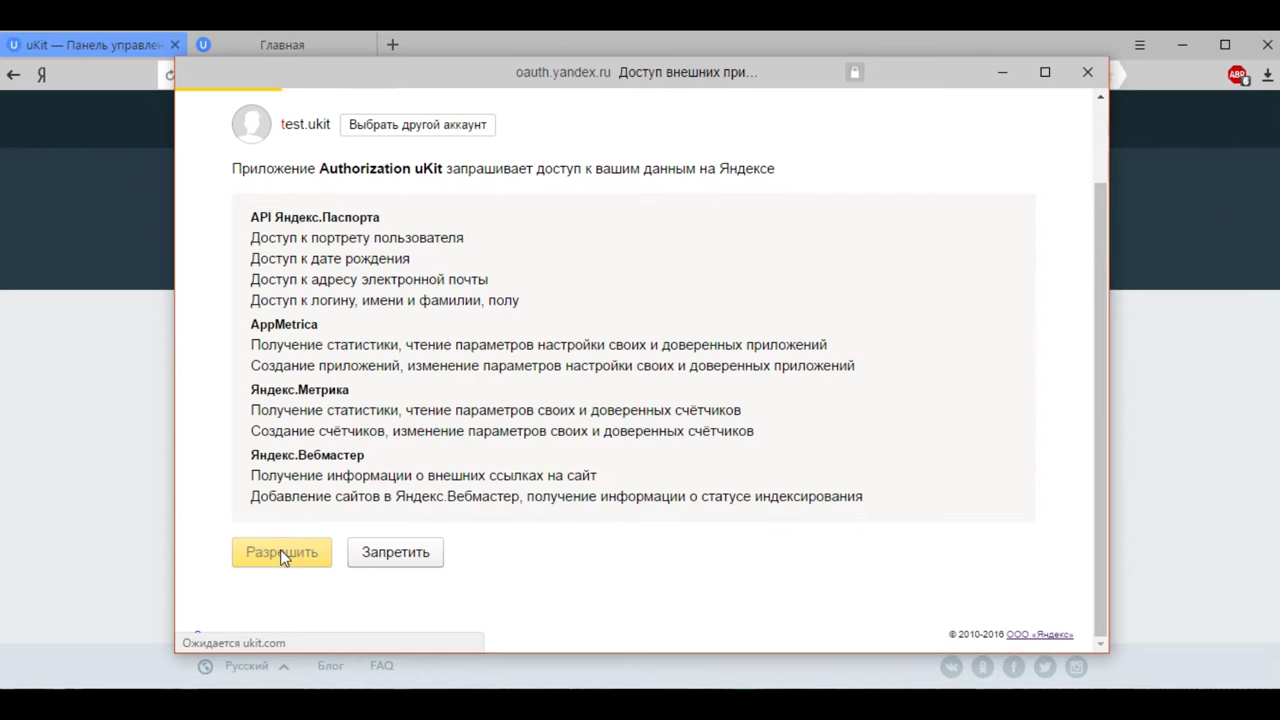 uKit — Панель управлен
Главная
Я
oauth.yandex.ru Доступ внешних при...
ABP
test.ukit
Выбрать другой аккаунт
Приложение Authorization uKit запрашивает доступ к вашим данным на Яндексе
API Яндекс.Паспорта
Доступ к портрету пользователя
Доступ к дате рождения
Доступ к адресу электронной почты
Доступ к логину, имени и фамилии, полу
AppMetrica
Получение статистики, чтение параметров настройки своих и доверенных приложений
Создание приложений, изменение параметров настройки своих и доверенных приложений
Яндекс.Метрика
Получение статистики, чтение параметров своих и доверенных счётчиков
Создание счётчиков, изменение параметров своих и доверенных счётчиков
Яндекс.Вебмастер
Получение информации о внешних ссылках на сайт
Добавление сайтов в Яндекс.Вебмастер, получение информации о статусе индексирования
Разрешить
Запретить
© 2010-2016 ООО «Яндекс»
Ожидается ukit.com
Русский
Блог
FAQ